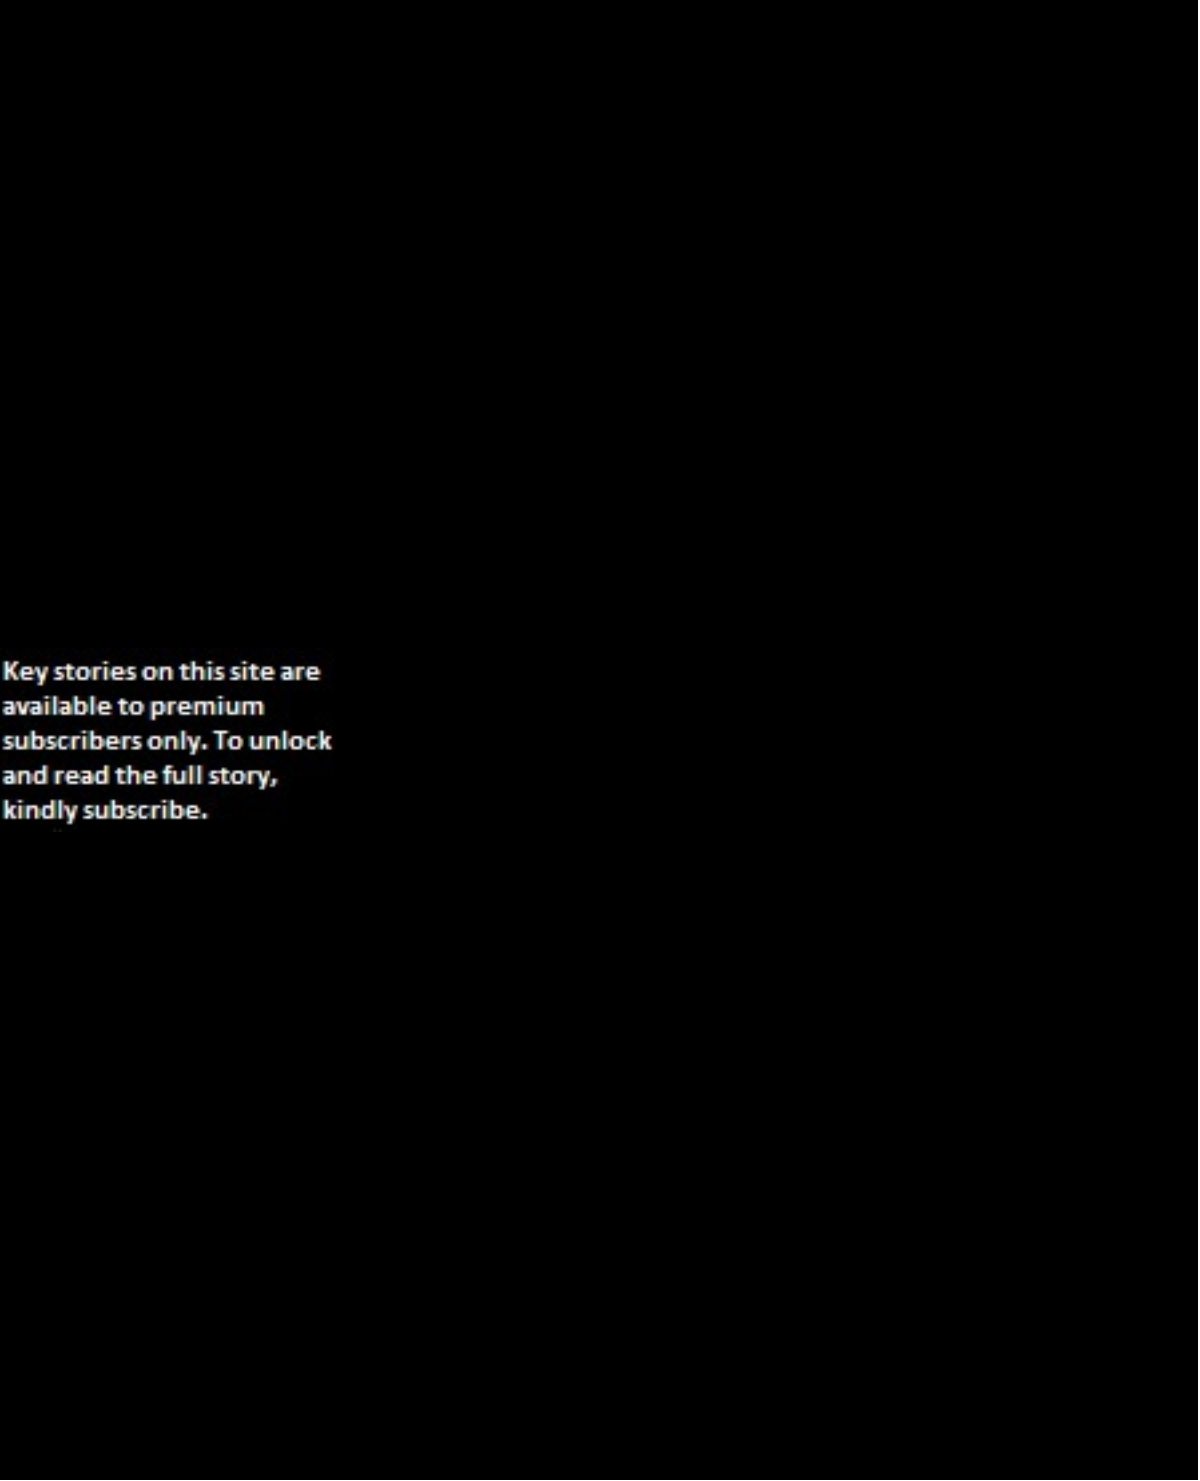 Key stories on this site are
available to premium
subscribers only. To unlock
and read the full story,
kindly subscribe.